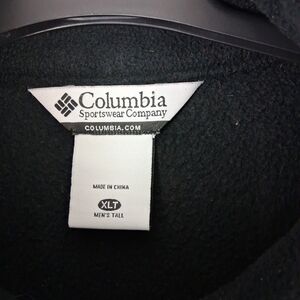 Columbia
Sportswear Company
COLUMBIA.COM
MADE IN CHINA
XLT
MEN'S TALL